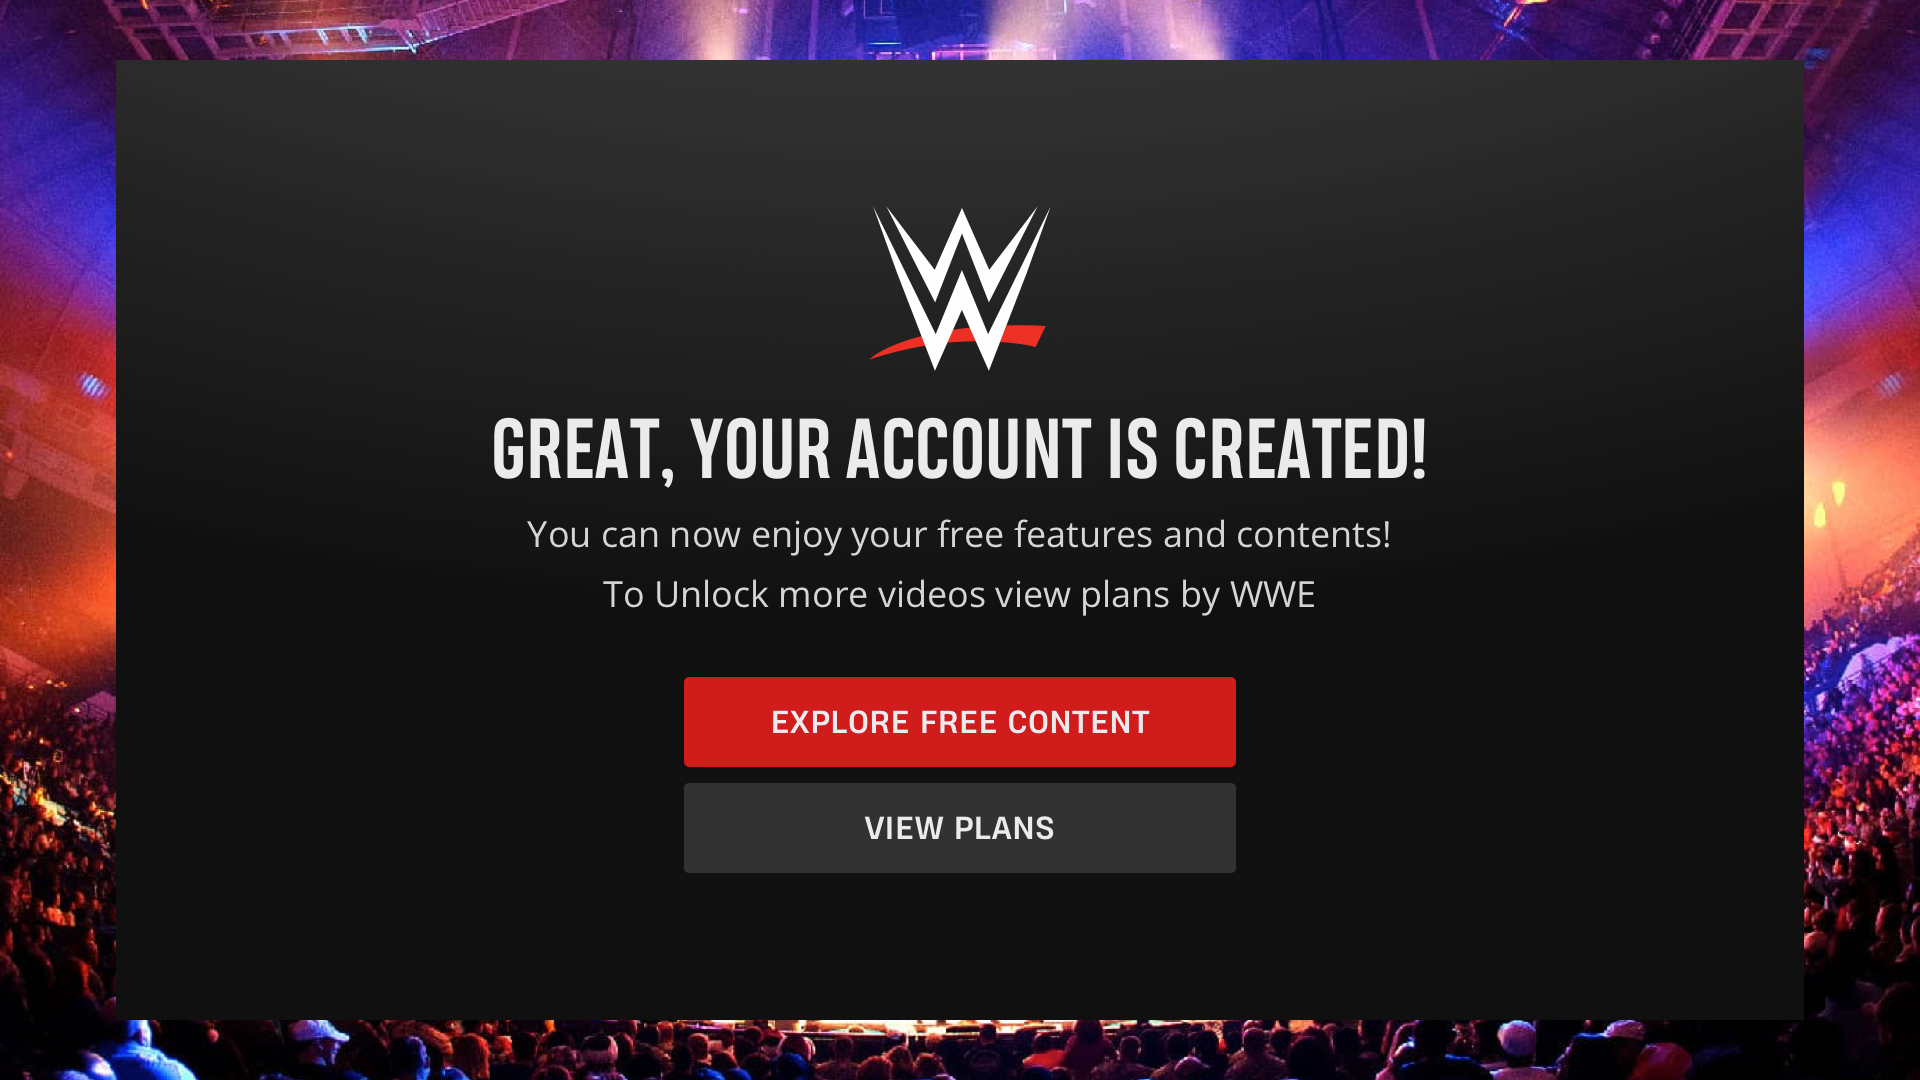 GREAT, YOUR ACCOUNT IS CREATED!
You can now enjoy your free features and contents!
To Unlock more videos view plans by WWE
EXPLORE FREE CONTENT
VIEW PLANS